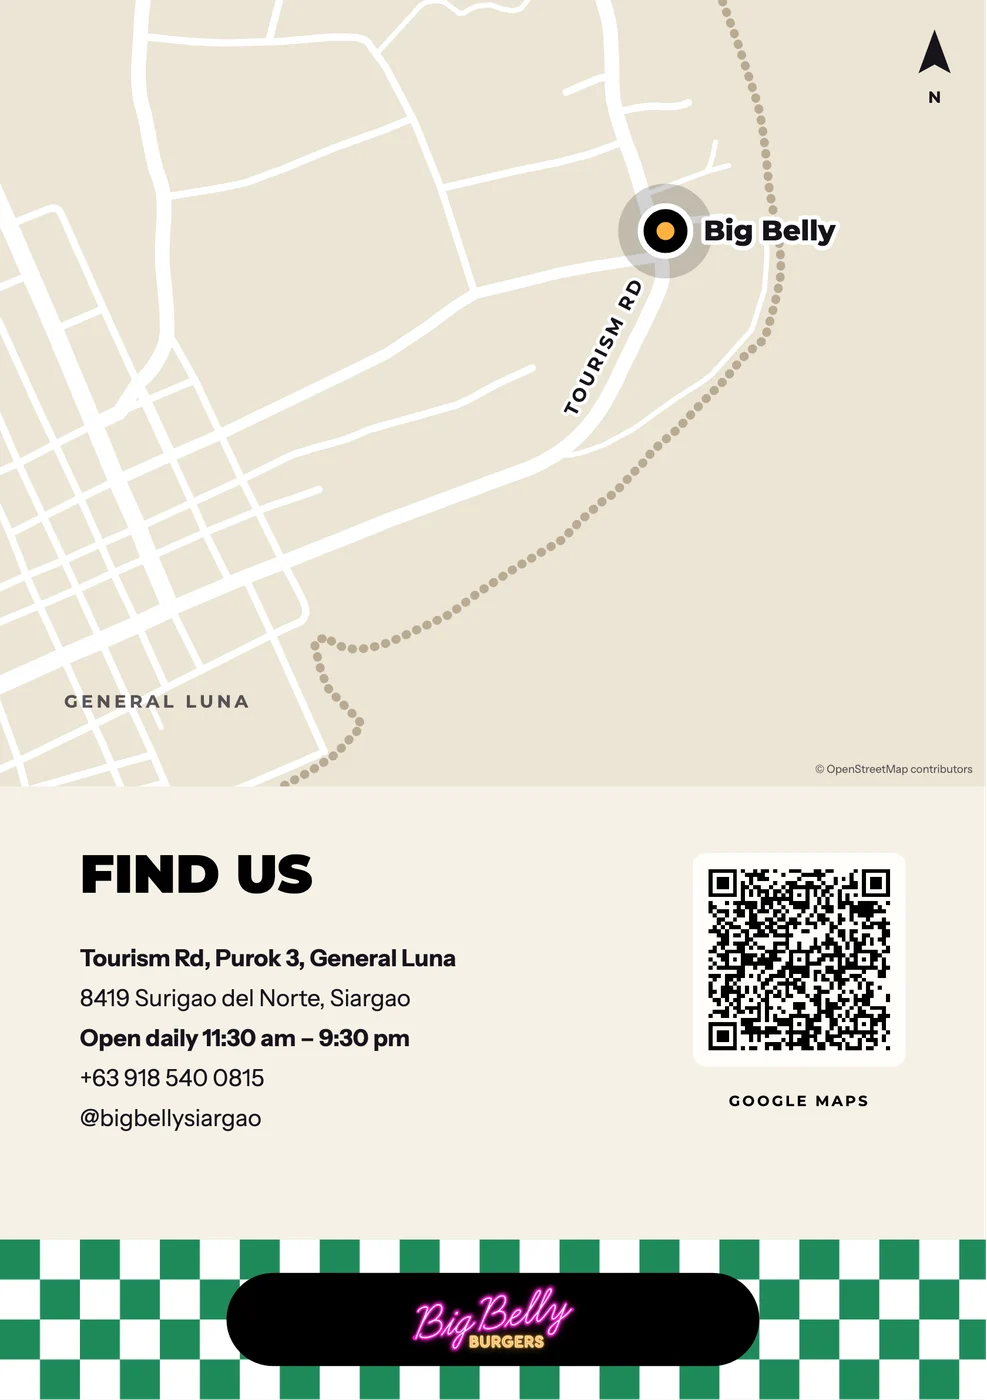 N
Big Belly
TOURISM RD
GENERAL LUNA
© OpenStreetMap contributors
FIND US
Tourism Rd, Purok 3, General Luna
8419 Surigao del Norte, Siargao
Open daily 11:30 am – 9:30 pm
+63 918 540 0815
@bigbellysiargao
GOOGLE MAPS
Big Belly
BURGERS